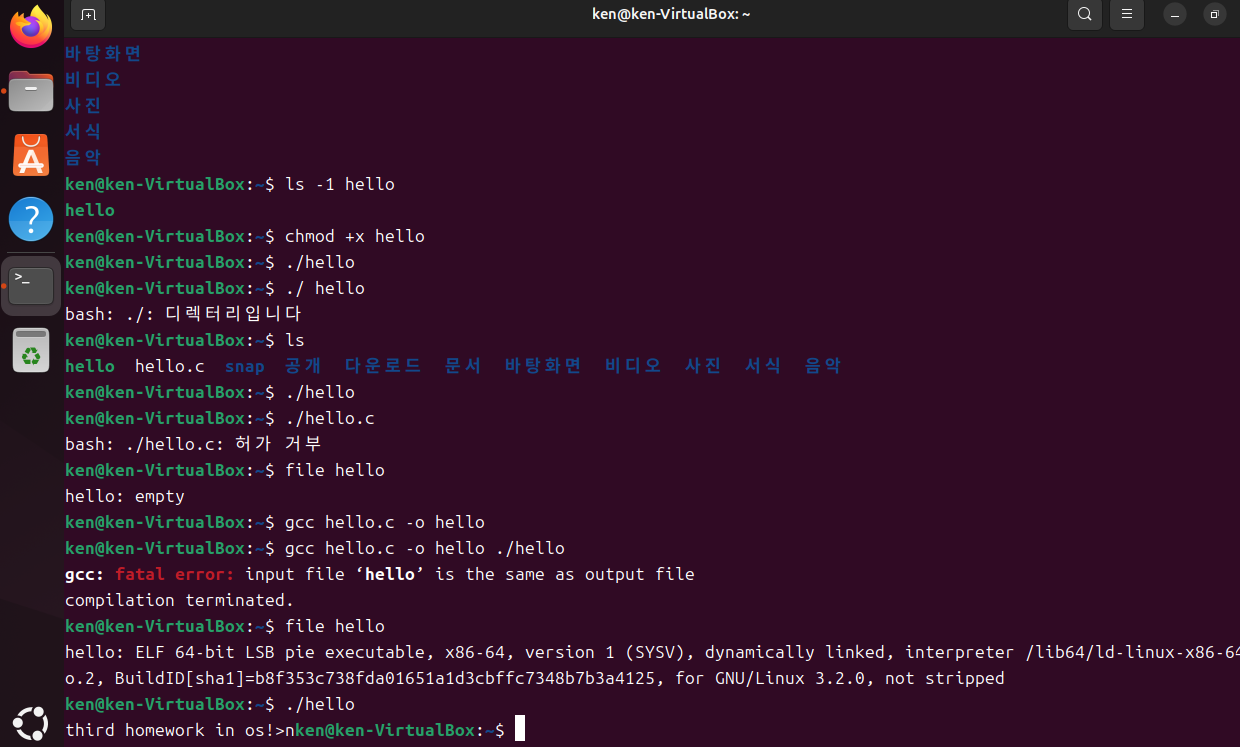 ken@ken-VirtualBox: ~
바탕화면
비디오
사진
서식
음악
ken@ken-VirtualBox:~$ ls -1 hello
hello
ken@ken-VirtualBox:~$ chmod +x hello
ken@ken-VirtualBox:~$ ./hello
ken@ken-VirtualBox:~$ ./ hello
bash: ./: 디렉터리입니다
ken@ken-VirtualBox:~$ ls
hello hello.c snap 공개 다운로드 문서 바탕화면 비디오 사진 서식 음악
ken@ken-VirtualBox:~$ ./hello
ken@ken-VirtualBox:~$ ./hello.c
bash: ./hello.c: 허가 거부
ken@ken-VirtualBox:~$ file hello
hello: empty
ken@ken-VirtualBox:~$ gcc hello.c -o hello
ken@ken-VirtualBox:~$ gcc hello.c -o hello ./hello
gcc: fatal error: input file ‘hello’ is the same as output file
compilation terminated.
ken@ken-VirtualBox:~$ file hello
hello: ELF 64-bit LSB pie executable, x86-64, version 1 (SYSV), dynamically linked, interpreter /lib64/ld-linux-x86-64
o.2, BuildID[sha1]=b8f353c738fda01651a1d3cbffc7348b7b3a4125, for GNU/Linux 3.2.0, not stripped
ken@ken-VirtualBox:~$ ./hello
third homework in os!>nken@ken-VirtualBox:~$